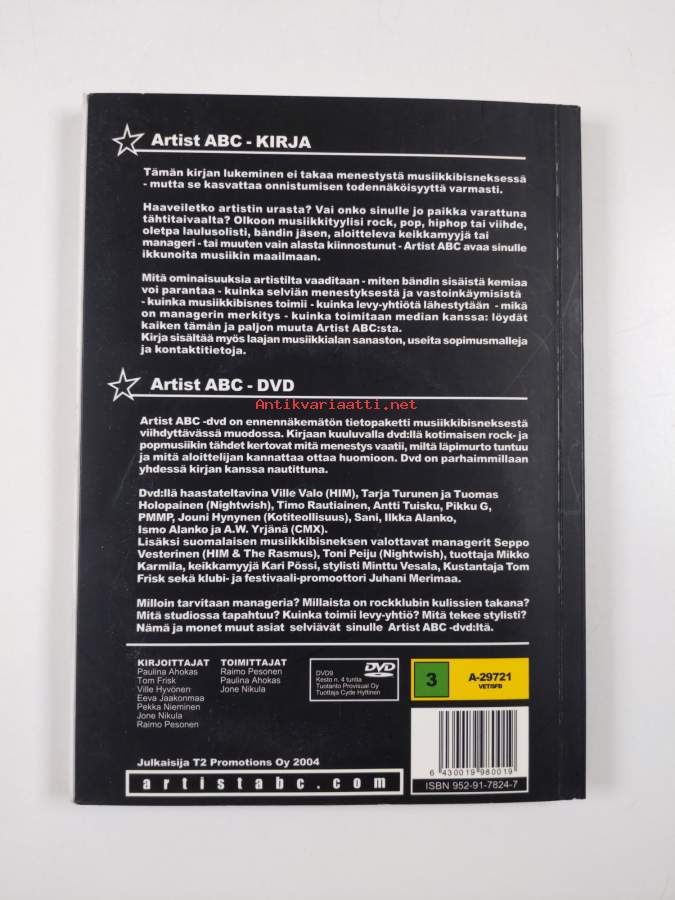 Artist ABC - KIRJA
Tämän kirjan lukeminen ei takaa menestystä musiikkibisneksessä
- mutta se kasvattaa onnistumisen todennäköisyyttä varmasti.
Haaveiletko artistin urasta? Vai onko sinulle jo paikka varattuna
tähtitaivaalta? Olkoon musiikkityylisi rock, pop, hiphop tai viihde,
oletpa laulusolisti, bändin jäsen, aloitteleva keikkamyyjä tai
manageri - tai muuten vain alasta kiinnostunut - Artist ABC avaa sinulle
ikkunoita musiikin maailmaan.
Mitä ominaisuuksia artistilta vaaditaan - miten bändin sisäistä kemiaa
voi parantaa - kuinka selviän menestyksestä ja vastoinkäymisistä
- kuinka musiikkibisnes toimii - kuinka levy-yhtiötä lähestytään - mikä
on managerin merkitys - kuinka toimitaan median kanssa: löydät
kaiken tämän ja paljon muuta Artist ABC:sta.
Kirja sisältää myös laajan musiikkialan sanaston, useita sopimusmalleja
ja kontaktitietoja.
Artist ABC - DVD
Antikvariaatti.net
Artist ABC -dvd on ennennäkemätön tietopaketti musiikkibisneksestä
viihdyttävässä muodossa. Kirjaan kuuluvalla dvd:llä kotimaisen rock- ja
popmusiikin tähdet kertovat mitä menestys vaatii, miltä läpimurto tuntuu
ja mitä aloittelijan kannattaa ottaa huomioon. Dvd on parhaimmillaan
yhdessä kirjan kanssa nautittuna.
Dvd:llä haastateltavina Ville Valo (HIM), Tarja Turunen ja Tuomas
Holopainen (Nightwish), Timo Rautiainen, Antti Tuisku, Pikku G,
PMMP, Jouni Hynynen (Kotiteollisuus), Sani, Ilkka Alanko,
Ismo Alanko ja A.W. Yrjänä (CMX).
Lisäksi suomalaisen musiikkibisneksen valottavat managerit Seppo
Vesterinen (HIM & The Rasmus), Toni Peiju (Nightwish), tuottaja Mikko
Karmila, keikkamyyjä Kari Pössi, stylisti Minttu Vesala, Kustantaja Tom
Frisk sekä klubi- ja festivaali-promoottori Juhani Merimaa.
Milloin tarvitaan manageria? Millaista on rockklubin kulissien takana?
Mitä studiossa tapahtuu? Kuinka toimii levy-yhtiö? Mitä tekee stylisti?
Nämä ja monet muut asiat selviävät sinulle Artist ABC -dvd:ltä.
KIRJOITTAJAT
Paulina Ahokas
Tom Frisk
Ville Hyvönen
Eeva Jaakonmaa
Pekka Nieminen
Jone Nikula
Raimo Pesonen
TOIMITTAJAT
Raimo Pesonen
Paulina Ahokas
Jone Nikula
DVD
DVD9
Kesto n. 4 tuntia
Tuotanto Provisual Oy
Tuottaja Cyde Hyttinen
3
A-29721
VET/SFB
Julkaisija T2 Promotions Oy 2004
artistabc.com
6 430019 980019
ISBN 952-91-7824-7